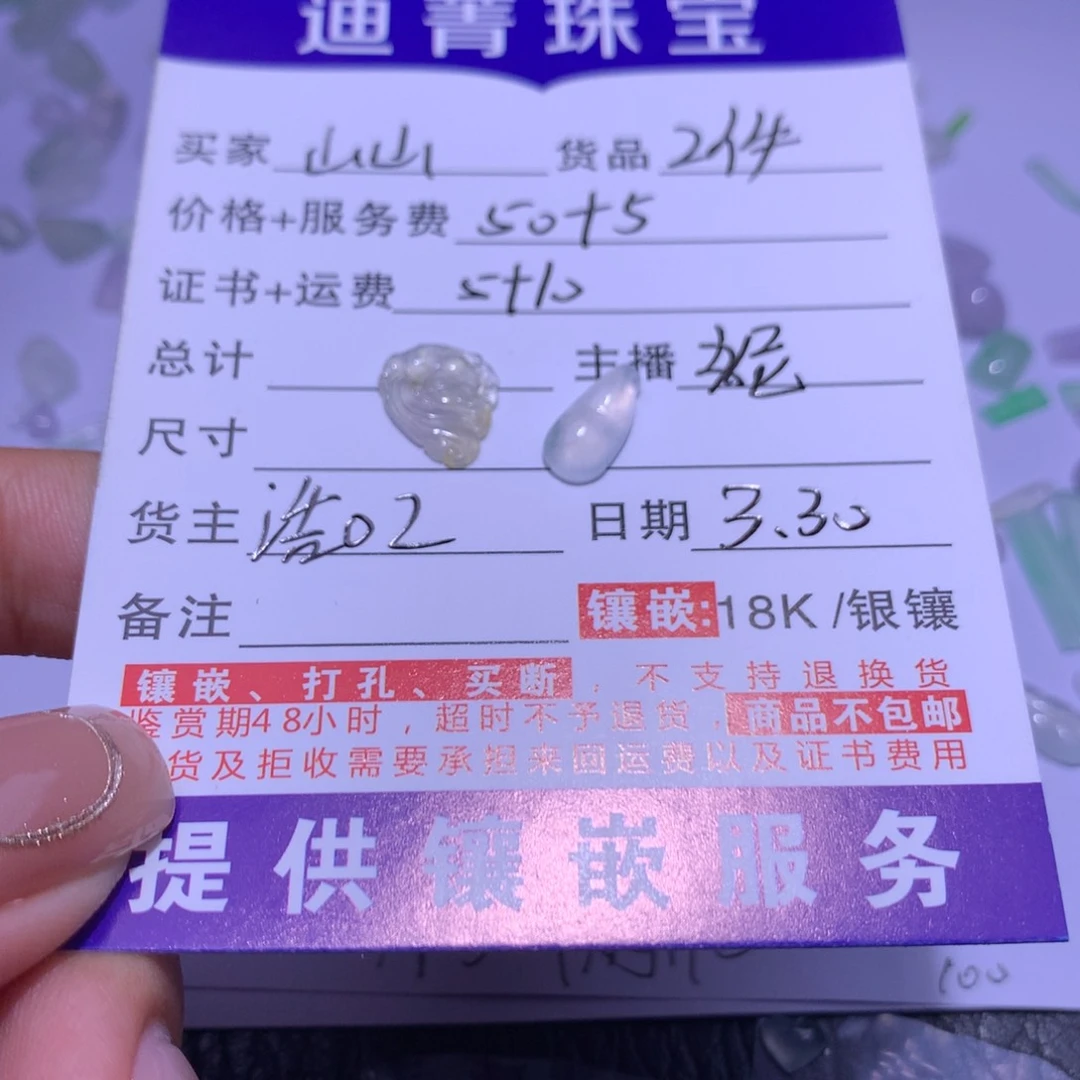 迪菁珠宝
买家 山山 货品 2件
价格+服务费 50+5
证书+运费 5+10
总计 主播
尺寸
货主 浩02 日期 3.30
备注 镶嵌:18K/银镶
镶嵌、打孔、买断，不支持退换货
鉴赏期48小时，超时不予退货，商品不包邮
货及拒收需要承担来回运费以及证书费用
提供镶嵌服务
100